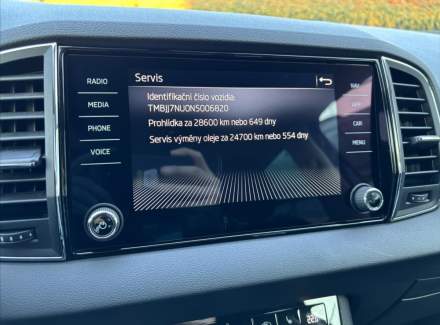 Servis
RADIO
MEDIA
PHONE
VOICE
Identifikační číslo vozidla:
TMBJJ7NU0N5006820
Prohlídka za 28600 km nebo 649 dny
Servis výměny oleje za 24700 km nebo 554 dny
NAV
CAR
MENU